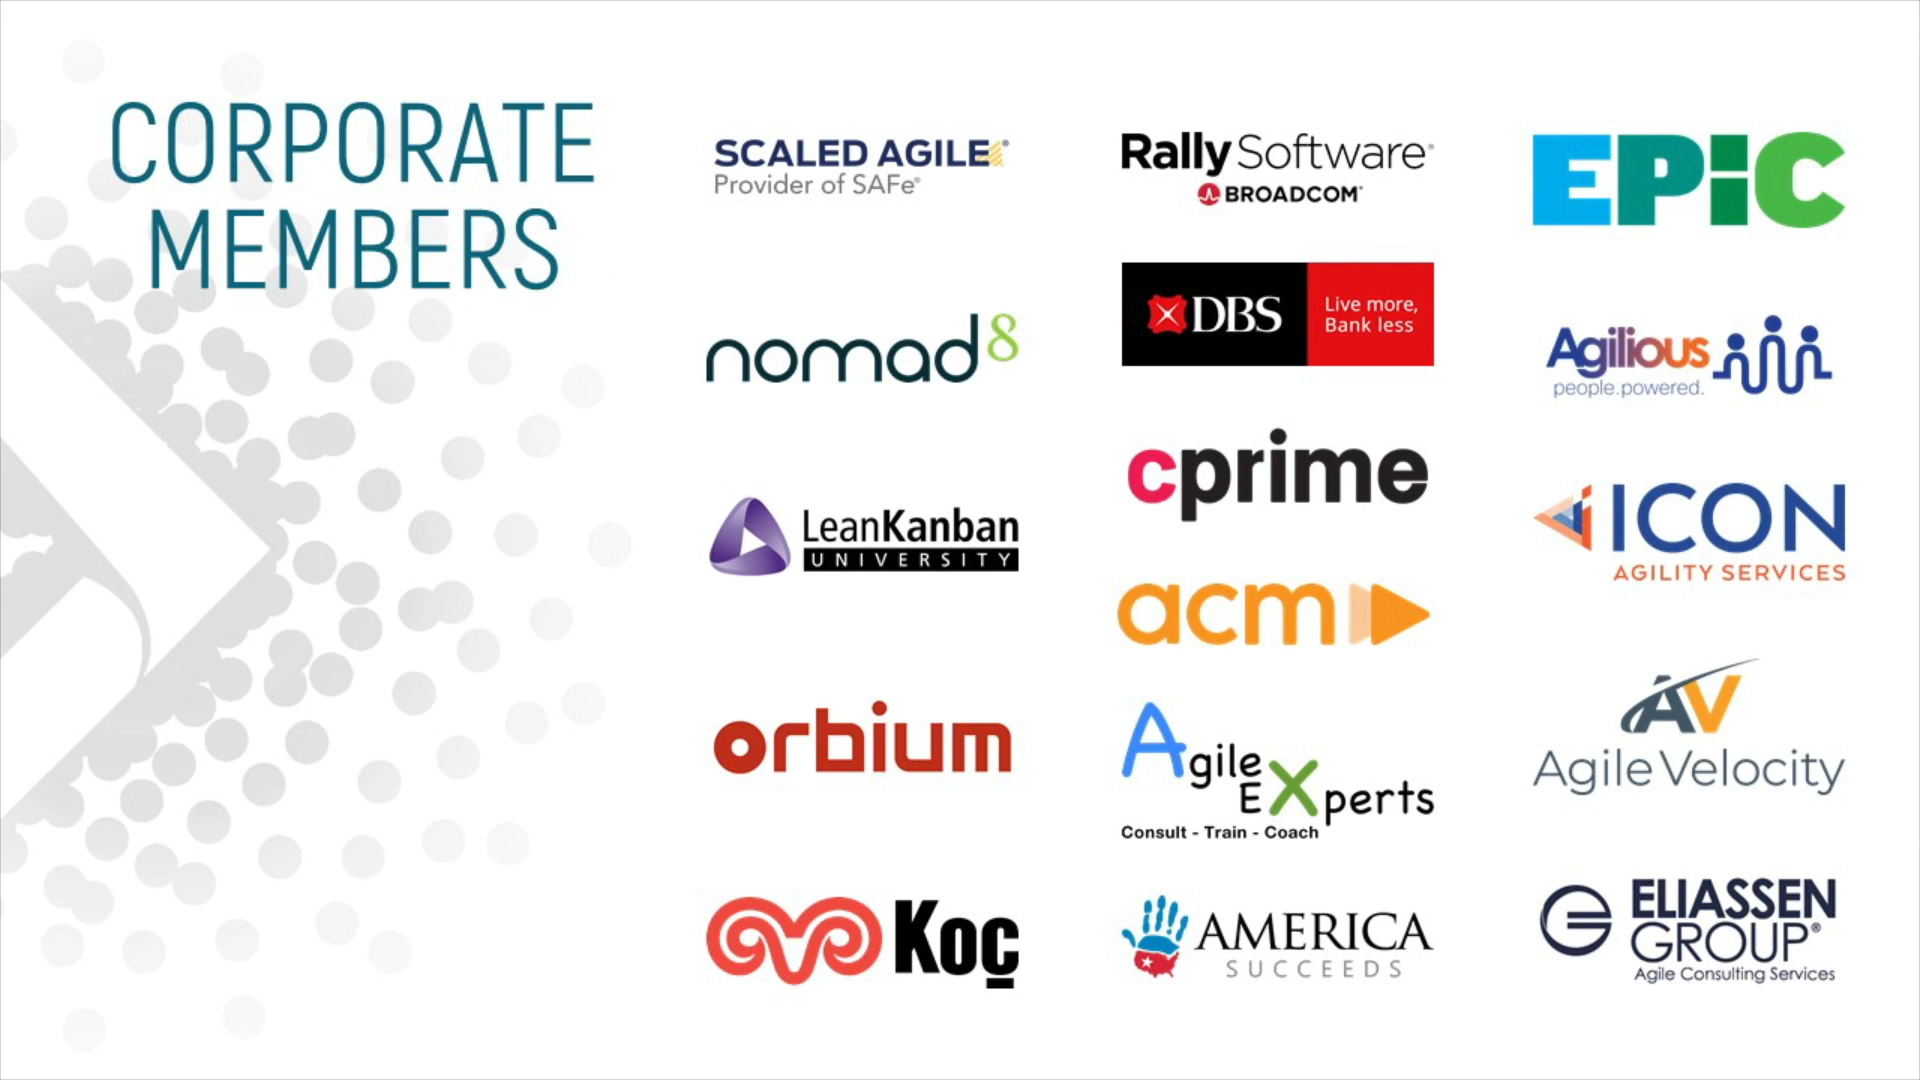 CORPORATE
MEMBERS
SCALED AGILE®
Provider of SAFe®
nomad8
LeanKanban
UNIVERSITY
orbium
Koç
Rally Software®
BROADCOM®
DBS
Live more,
Bank less
cprime
acm
Agile
EXperts
Consult - Train - Coach
AMERICA
SUCCEEDS
EPiC
Agilious
people.powered.
ICON
AGILITY SERVICES
AV
Agile Velocity
ELIASSEN
GROUP®
Agile Consulting Services